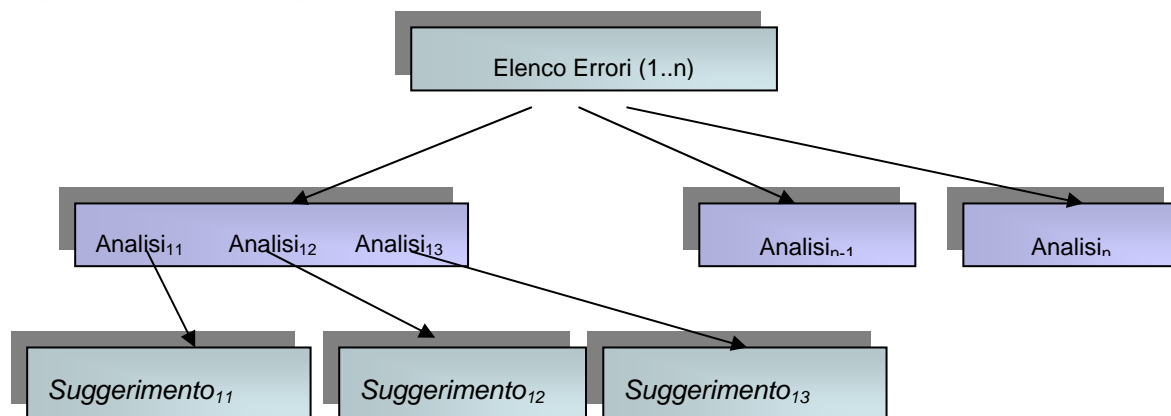 Elenco Errori (1..n)
Analisi₁₁ Analisi₁₂ Analisi₁₃
Analisiₙ₋₁
Analisiₙ
Suggerimento₁₁
Suggerimento₁₂
Suggerimento₁₃